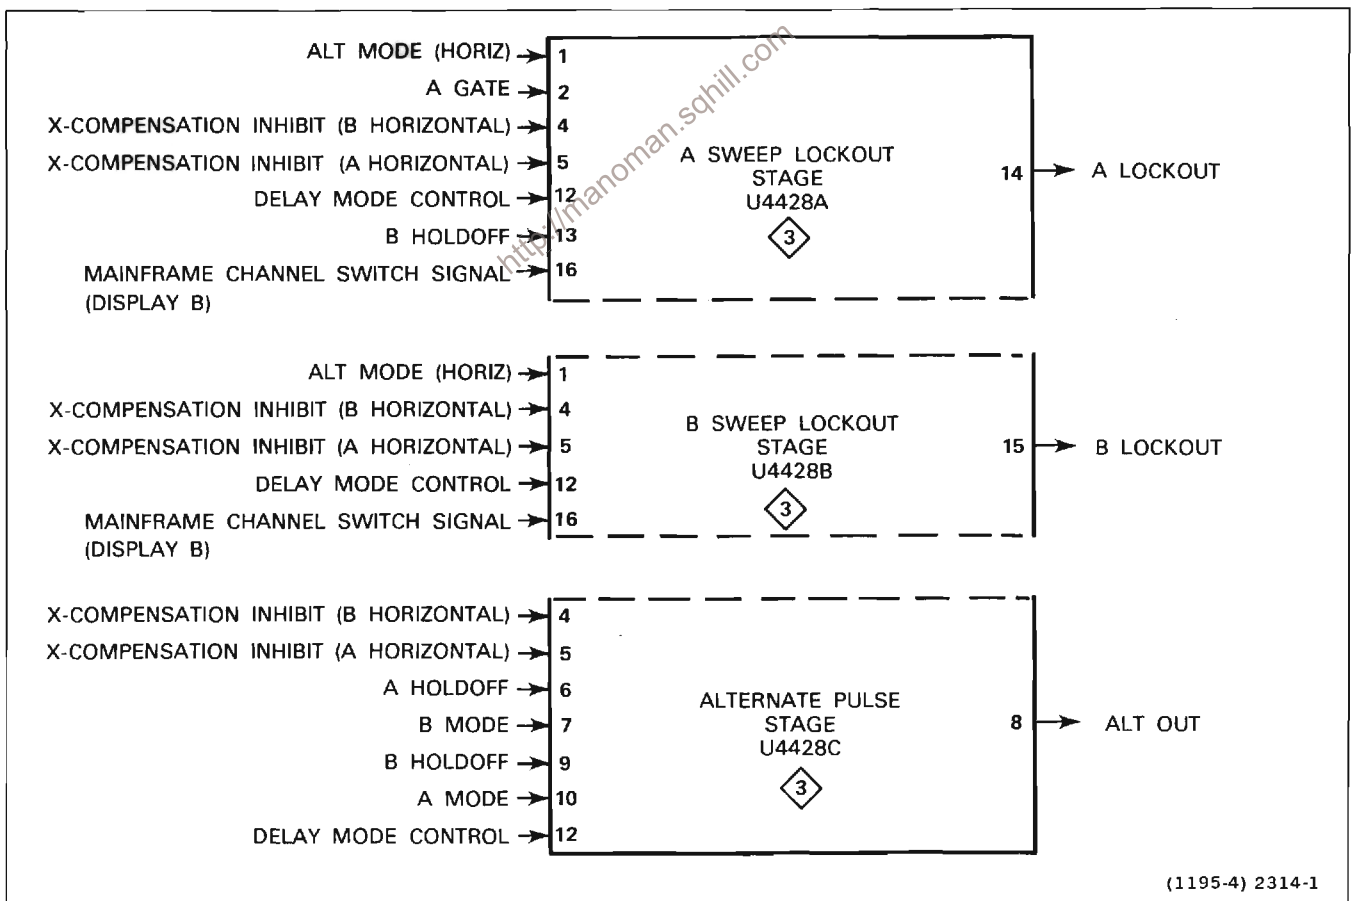 ALT MODE (HORIZ) 1
A GATE 2
X-COMPENSATION INHIBIT (B HORIZONTAL) 4
X-COMPENSATION INHIBIT (A HORIZONTAL) 5
DELAY MODE CONTROL 12
B HOLDOFF 13
MAINFRAME CHANNEL SWITCH SIGNAL 16
(DISPLAY B)
A SWEEP LOCKOUT
STAGE
U4428A
3
14 A LOCKOUT
http://manoman.sqhill.com
ALT MODE (HORIZ) 1
X-COMPENSATION INHIBIT (B HORIZONTAL) 4
X-COMPENSATION INHIBIT (A HORIZONTAL) 5
DELAY MODE CONTROL 12
MAINFRAME CHANNEL SWITCH SIGNAL 16
(DISPLAY B)
B SWEEP LOCKOUT
STAGE
U4428B
3
15 B LOCKOUT
X-COMPENSATION INHIBIT (B HORIZONTAL) 4
X-COMPENSATION INHIBIT (A HORIZONTAL) 5
A HOLDOFF 6
B MODE 7
B HOLDOFF 9
A MODE 10
DELAY MODE CONTROL 12
ALTERNATE PULSE
STAGE
U4428C
3
8 ALT OUT
(1195-4) 2314-1